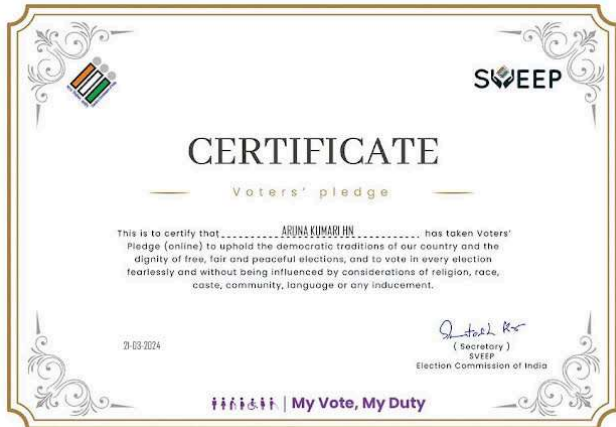 SVEEP
CERTIFICATE
Voters' pledge
This is to certify that ARUNA KUMARI HN has taken Voters'
Pledge (online) to uphold the democratic traditions of our country and the
dignity of free, fair and peaceful elections, and to vote in every election
fearlessly and without being influenced by considerations of religion, race,
caste, community, language or any inducement.
21-03-2024
( Secretary )
SVEEP
Election Commission of India
My Vote, My Duty